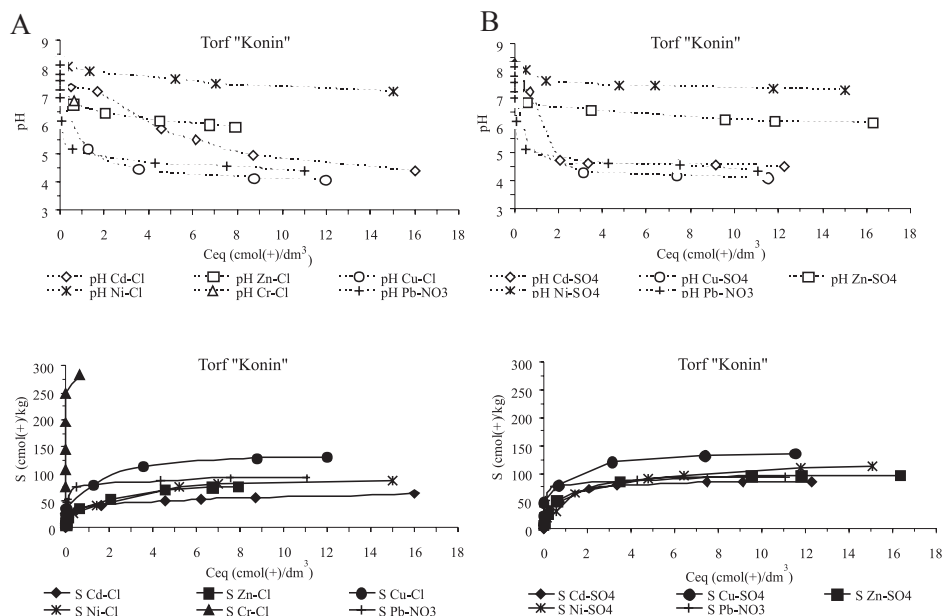 A
Torf "Konin"
9
8
7
6
5
4
3
pH
0 2 4 6 8 10 12 14 16 18
Ceq (cmol(+)/dm3)
pH Cd-Cl pH Zn-Cl pH Cu-Cl
pH Ni-Cl pH Cr-Cl pH Pb-NO3
B
Torf "Konin"
9
8
7
6
5
4
3
pH
0 2 4 6 8 10 12 14 16 18
Ceq (cmol(+)/dm3)
pH Cd-SO4 pH Cu-SO4 pH Zn-SO4
pH Ni-SO4 pH Pb-NO3
Torf "Konin"
300
250
200
150
100
50
0
S (cmol(+)/kg)
0 2 4 6 8 10 12 14 16 18
Ceq (cmol(+)/dm3)
S Cd-Cl S Zn-Cl S Cu-Cl
S Ni-Cl S Cr-Cl S Pb-NO3
Torf "Konin"
300
250
200
150
100
50
0
S (cmol(+)/kg)
0 2 4 6 8 10 12 14 16 18
Ceq (cmol(+)/dm3)
S Cd-SO4 S Cu-SO4 S Zn-SO4
S Ni-SO4 S Pb-NO3